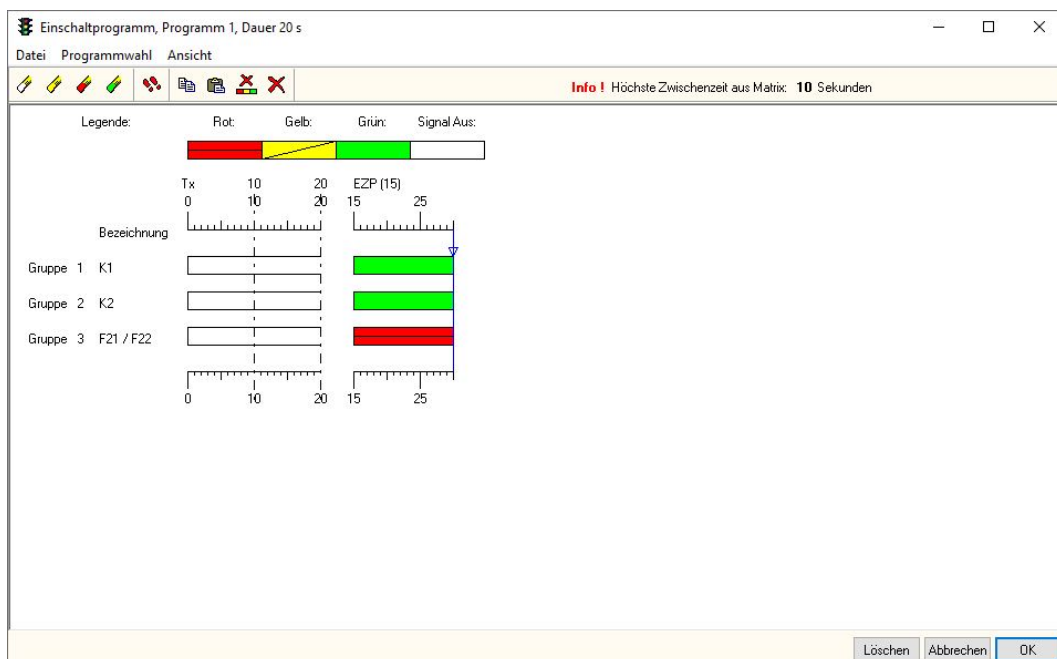 Einschaltprogramm, Programm 1, Dauer 20 s
Datei Programmwahl Ansicht
Info ! Höchste Zwischenzeit aus Matrix: 10 Sekunden
Legende: Rot: Gelb: Grün: Signal Aus:
Tx 10 20 EZP (15)
0 10 20 15 25
Bezeichnung
Gruppe 1 K1
Gruppe 2 K2
Gruppe 3 F21 / F22
0 10 20 15 25
Löschen Abbrechen OK